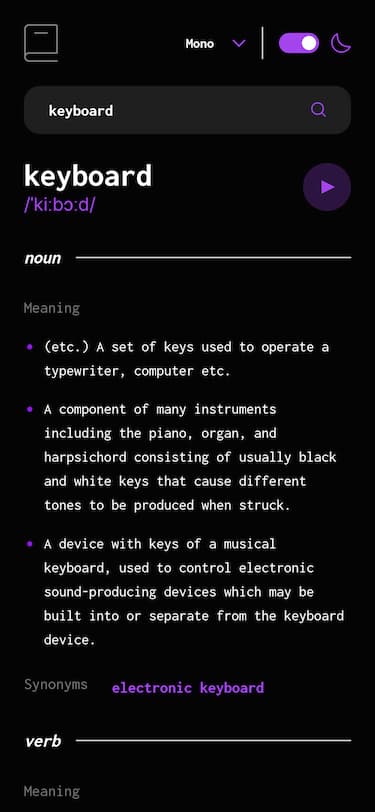 Mono
keyboard
keyboard
/ˈkiːbɔːd/
noun
Meaning
(etc.) A set of keys used to operate a
typewriter, computer etc.
A component of many instruments
including the piano, organ, and
harpsichord consisting of usually black
and white keys that cause different
tones to be produced when struck.
A device with keys of a musical
keyboard, used to control electronic
sound-producing devices which may be
built into or separate from the keyboard
device.
Synonyms electronic keyboard
verb
Meaning